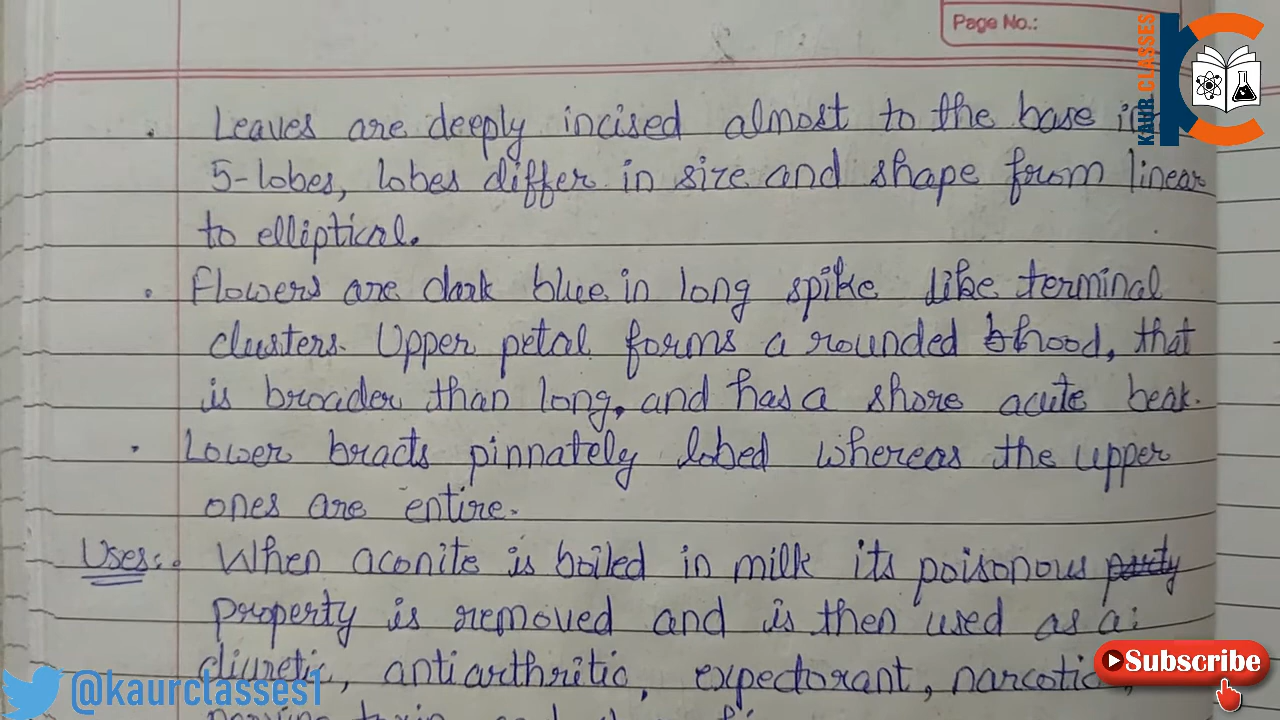 Page No.:
KAUR CLASSES
. Leaves are deeply incised almost to the base in
5-lobes, lobes differ in size and shape from linear
to elliptical.
. Flowers are dark blue in long spike like terminal
clusters. Upper petal forms a rounded hood, that
is broader than long, and has a shore acute beak.
. Lower bracts pinnately lobed whereas the upper
ones are entire.
Uses:. When aconite is boiled in milk its poisonous
property is removed and is then used as a
diuretic, antiarthritic, expectorant, narcotic,
Subscribe
@kaurclasses1